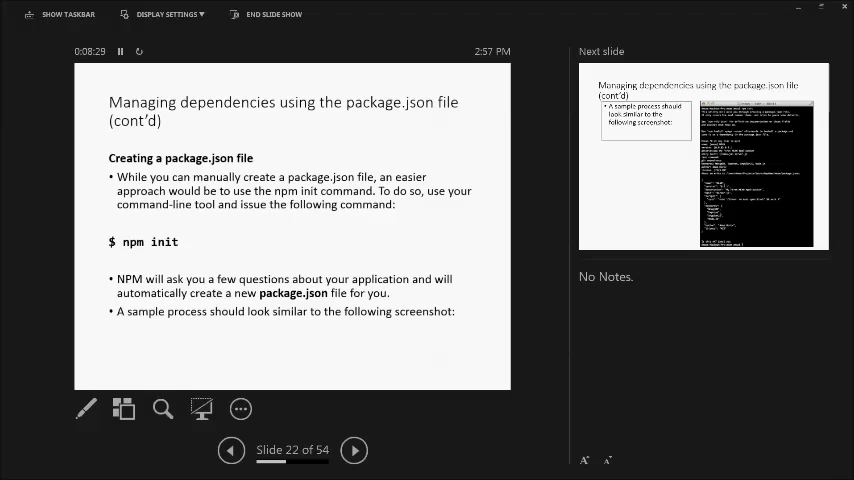 SHOW TASKBAR
DISPLAY SETTINGS ▼
END SLIDE SHOW
0:08:29
2:57 PM
Managing dependencies using the package.json file
(cont’d)
Creating a package.json file
• While you can manually create a package.json file, an easier
approach would be to use the npm init command. To do so, use your
command-line tool and issue the following command:
$ npm init
• NPM will ask you a few questions about your application and will
automatically create a new package.json file for you.
• A sample process should look similar to the following screenshot:
Slide 22 of 54
Next slide
Managing dependencies using the package.json file
(cont’d)
• A sample process should
look similar to the
following screenshot:
No Notes.
A A